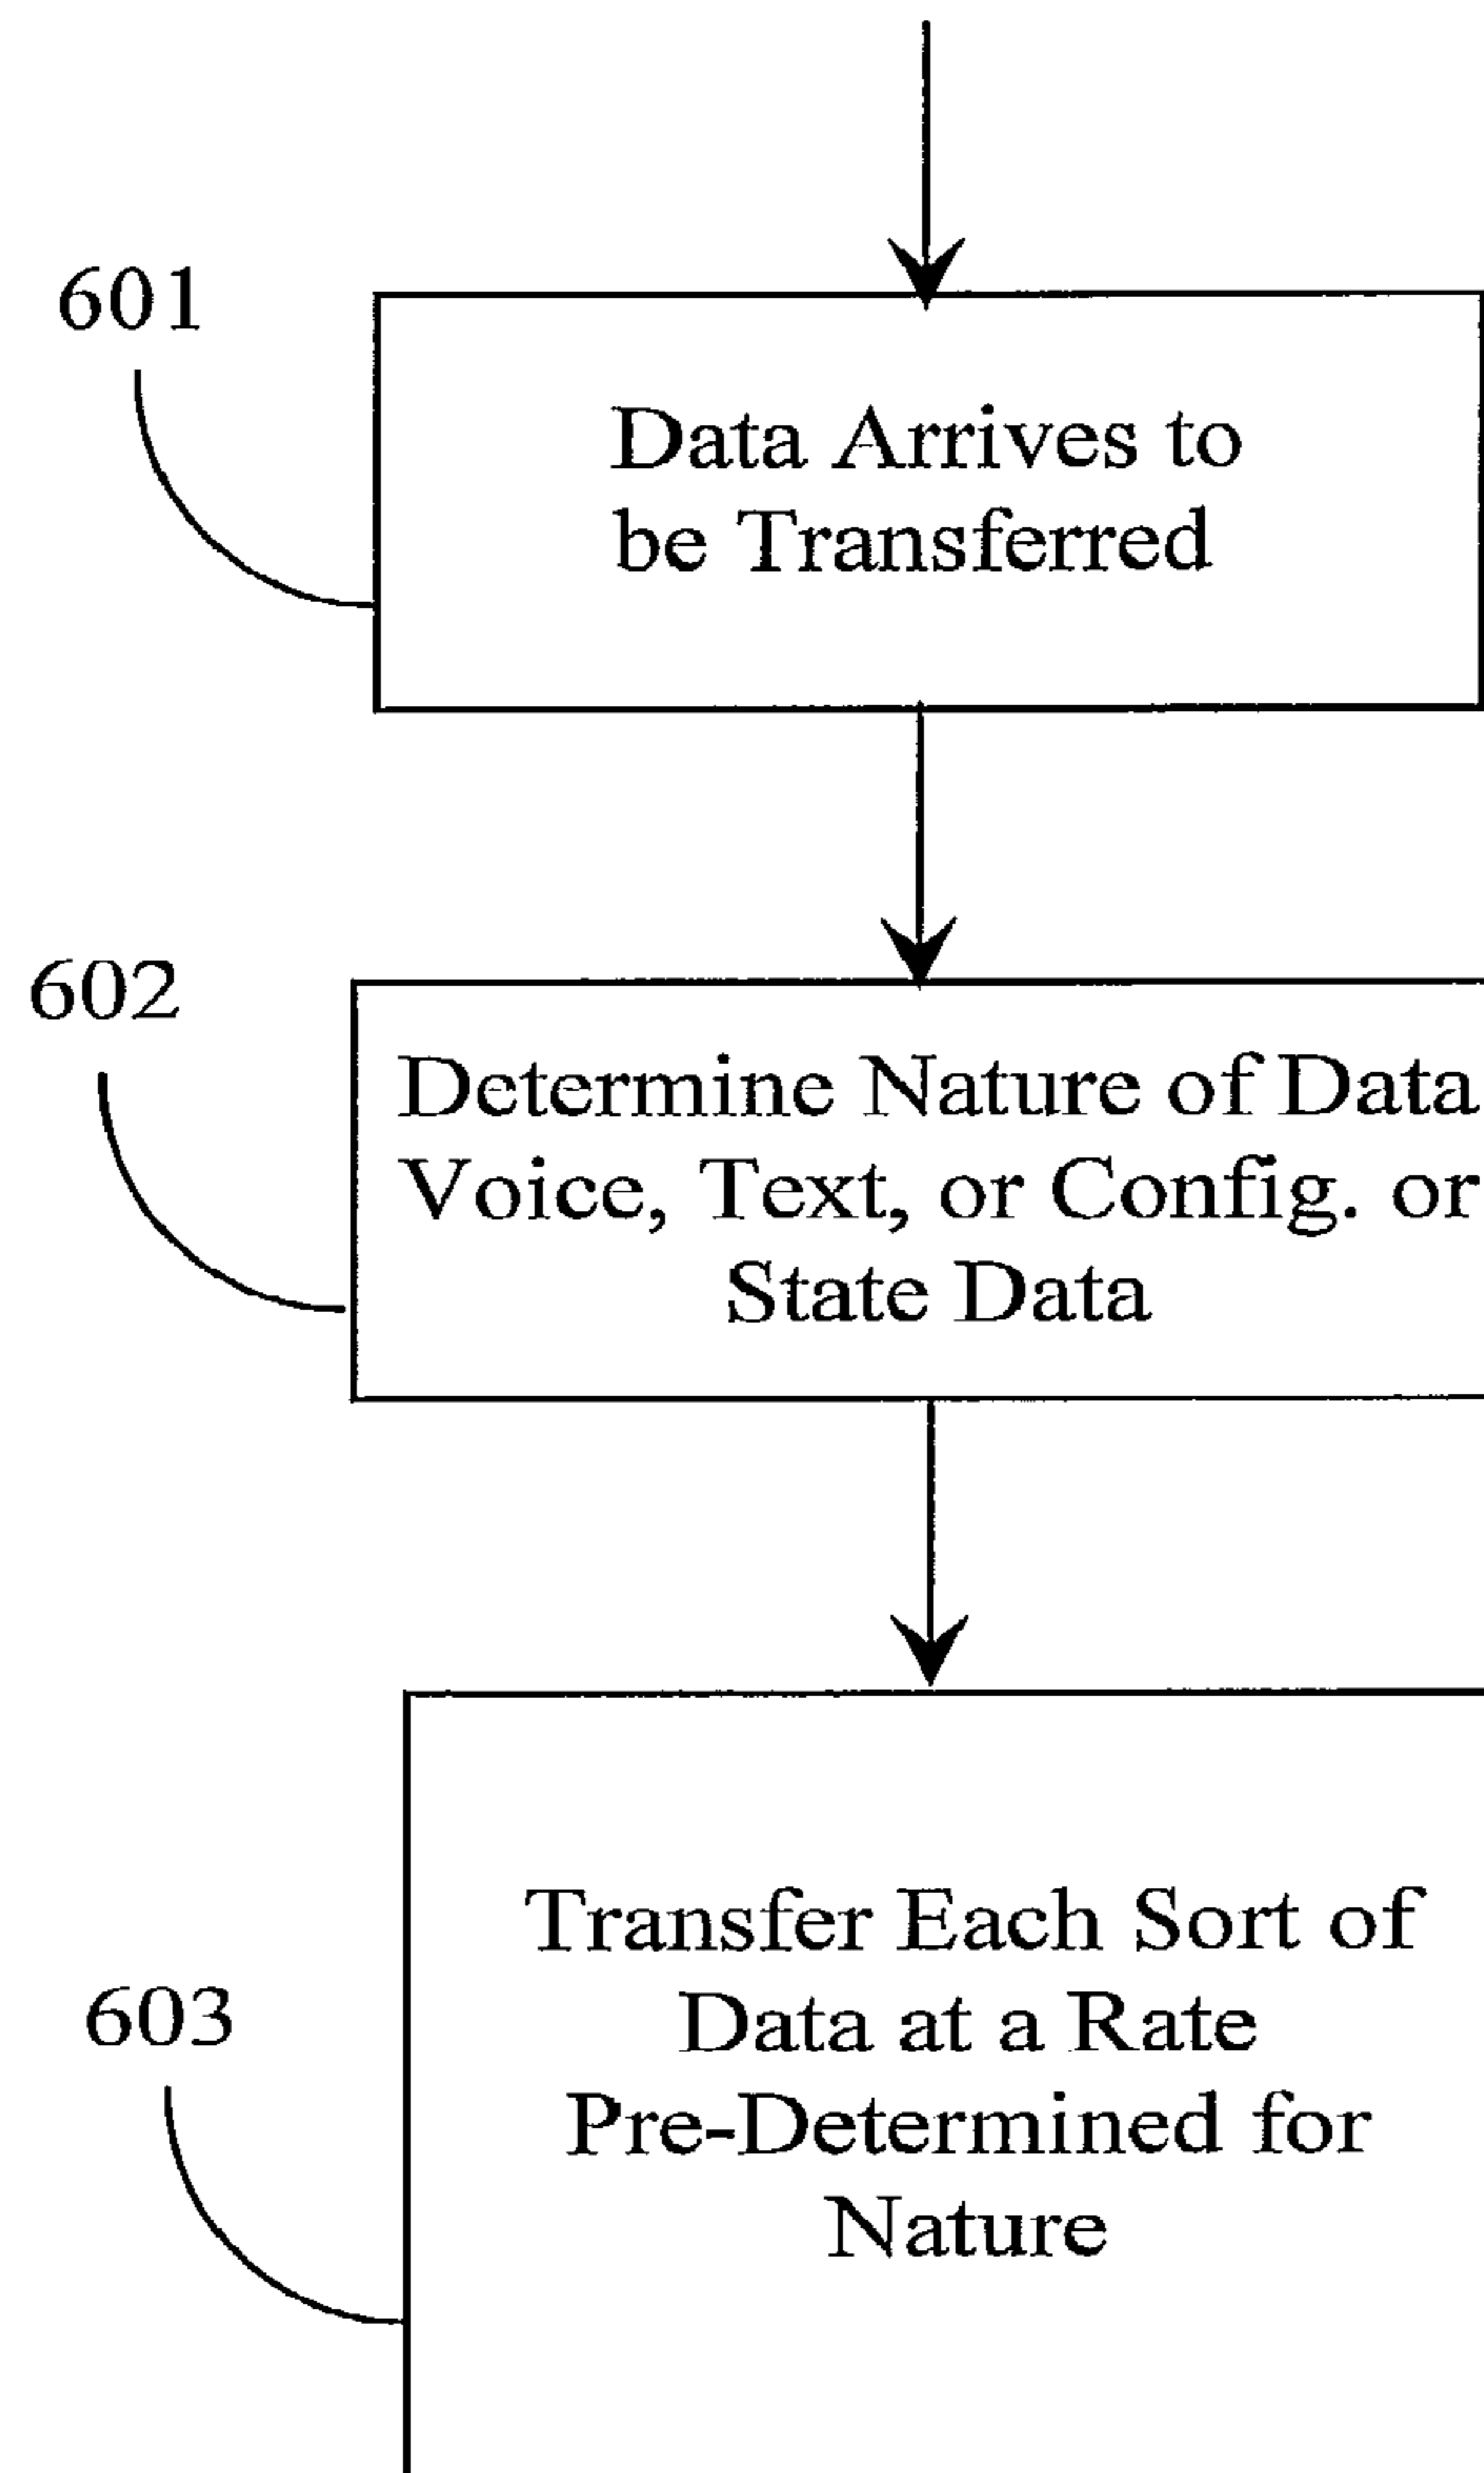 601
Data Arrives to
be Transferred
602
Determine Nature of Data
Voice, Text, or Config. or
State Data
603
Transfer Each Sort of
Data at a Rate
Pre-Determined for
Nature